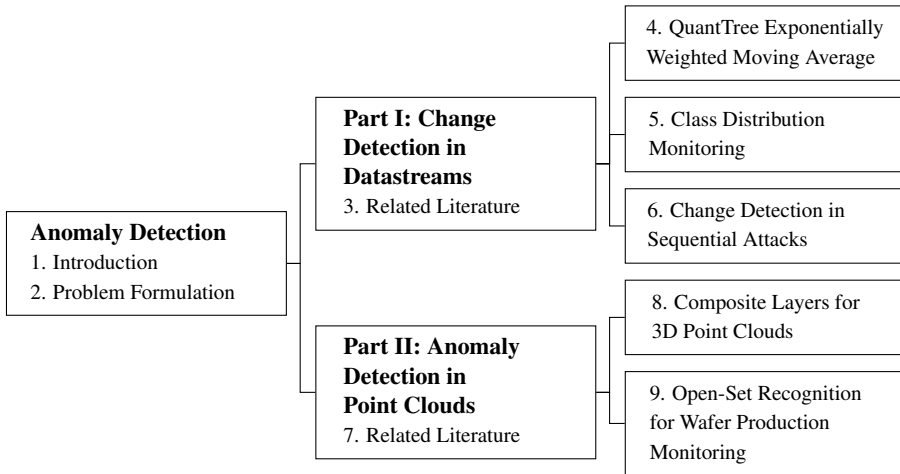 Anomaly Detection
1. Introduction
2. Problem Formulation
Part I: Change
Detection in
Datastreams
3. Related Literature
4. QuantTree Exponentially
Weighted Moving Average
5. Class Distribution
Monitoring
6. Change Detection in
Sequential Attacks
Part II: Anomaly
Detection in
Point Clouds
7. Related Literature
8. Composite Layers for
3D Point Clouds
9. Open-Set Recognition
for Wafer Production
Monitoring